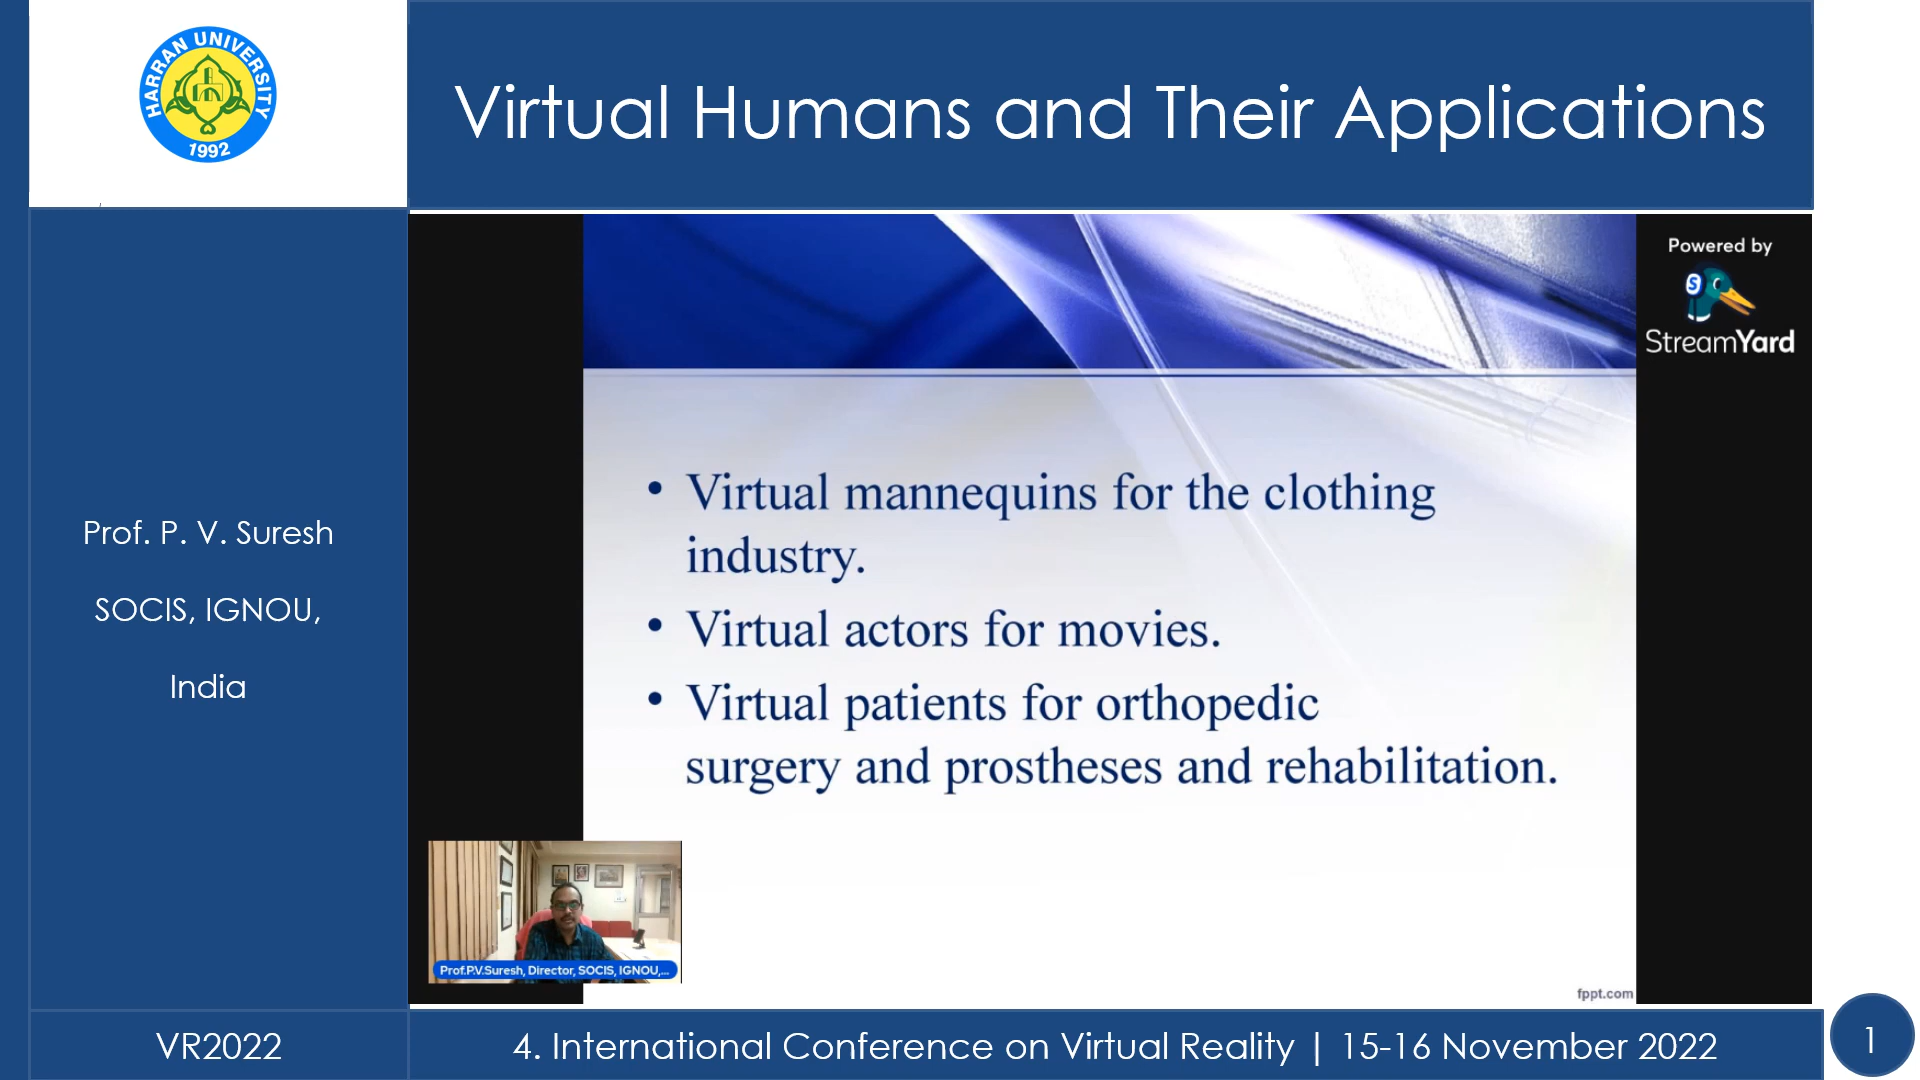 HARRAN UNIVERSITY
1992
Virtual Humans and Their Applications
Prof. P. V. Suresh
SOCIS, IGNOU,
India
Powered by
S
StreamYard
• Virtual mannequins for the clothing
industry.
• Virtual actors for movies.
• Virtual patients for orthopedic
surgery and prostheses and rehabilitation.
Prof.P.V.Suresh, Director, SOCIS, IGNOU,...
fppt.com
VR2022
4. International Conference on Virtual Reality | 15-16 November 2022
1